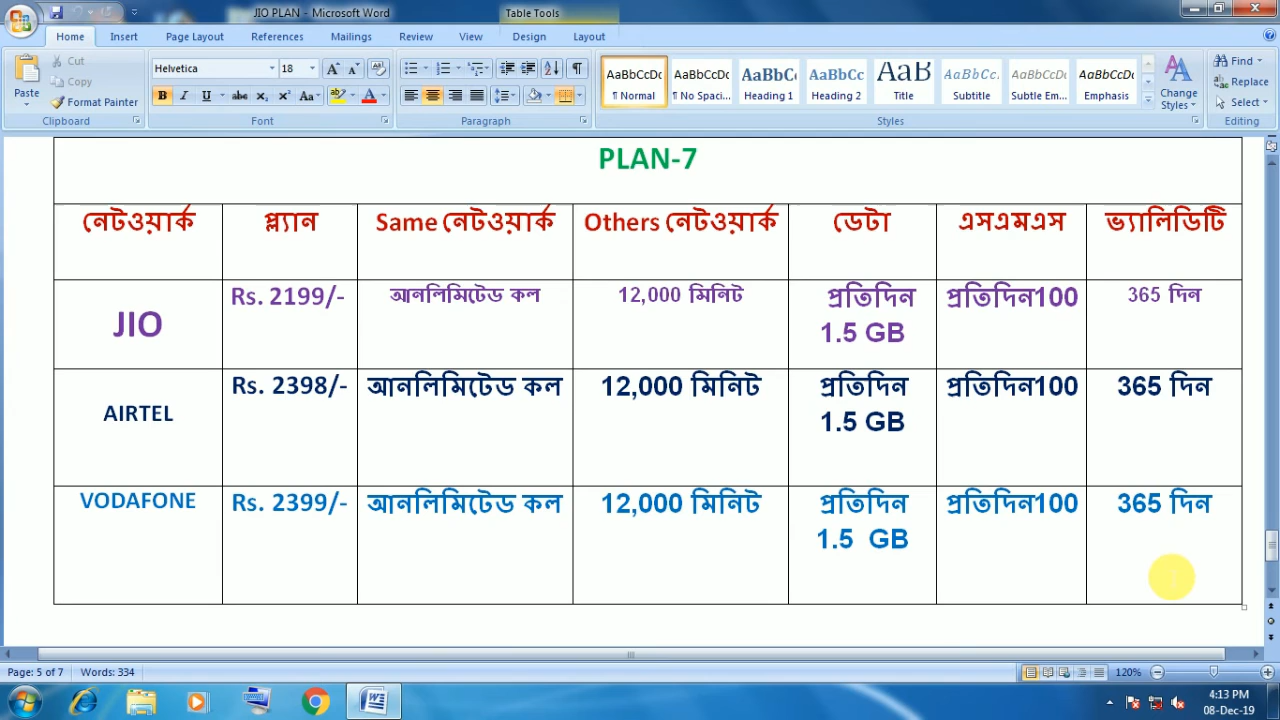 JIO PLAN - Microsoft Word
Table Tools
Home Insert Page Layout References Mailings Review View Design Layout
Paste
Cut
Copy
Format Painter
Helvetica 18
B I U abc x₂ x² Aa
AaBbCcDc AaBbCcDc AaBbC AaBbCc AaB AaBbCc. AaBbCcDc AaBbCcDc
¶ Normal ¶ No Spaci... Heading 1 Heading 2 Title Subtitle Subtle Em... Emphasis
Change Styles
Find
Replace
Select
Clipboard Font Paragraph Styles Editing
PLAN-7
নেটওয়ার্ক প্ল্যান Same নেটওয়ার্ক Others নেটওয়ার্ক ডেটা এসএমএস ভ্যালিডিটি
JIO Rs. 2199/- আনলিমিটেড কল 12,000 মিনিট প্রতিদিন 1.5 GB প্রতিদিন100 365 দিন
AIRTEL Rs. 2398/- আনলিমিটেড কল 12,000 মিনিট প্রতিদিন 1.5 GB প্রতিদিন100 365 দিন
VODAFONE Rs. 2399/- আনলিমিটেড কল 12,000 মিনিট প্রতিদিন 1.5 GB প্রতিদিন100 365 দিন
Page: 5 of 7 Words: 334 120%
4:13 PM
08-Dec-19